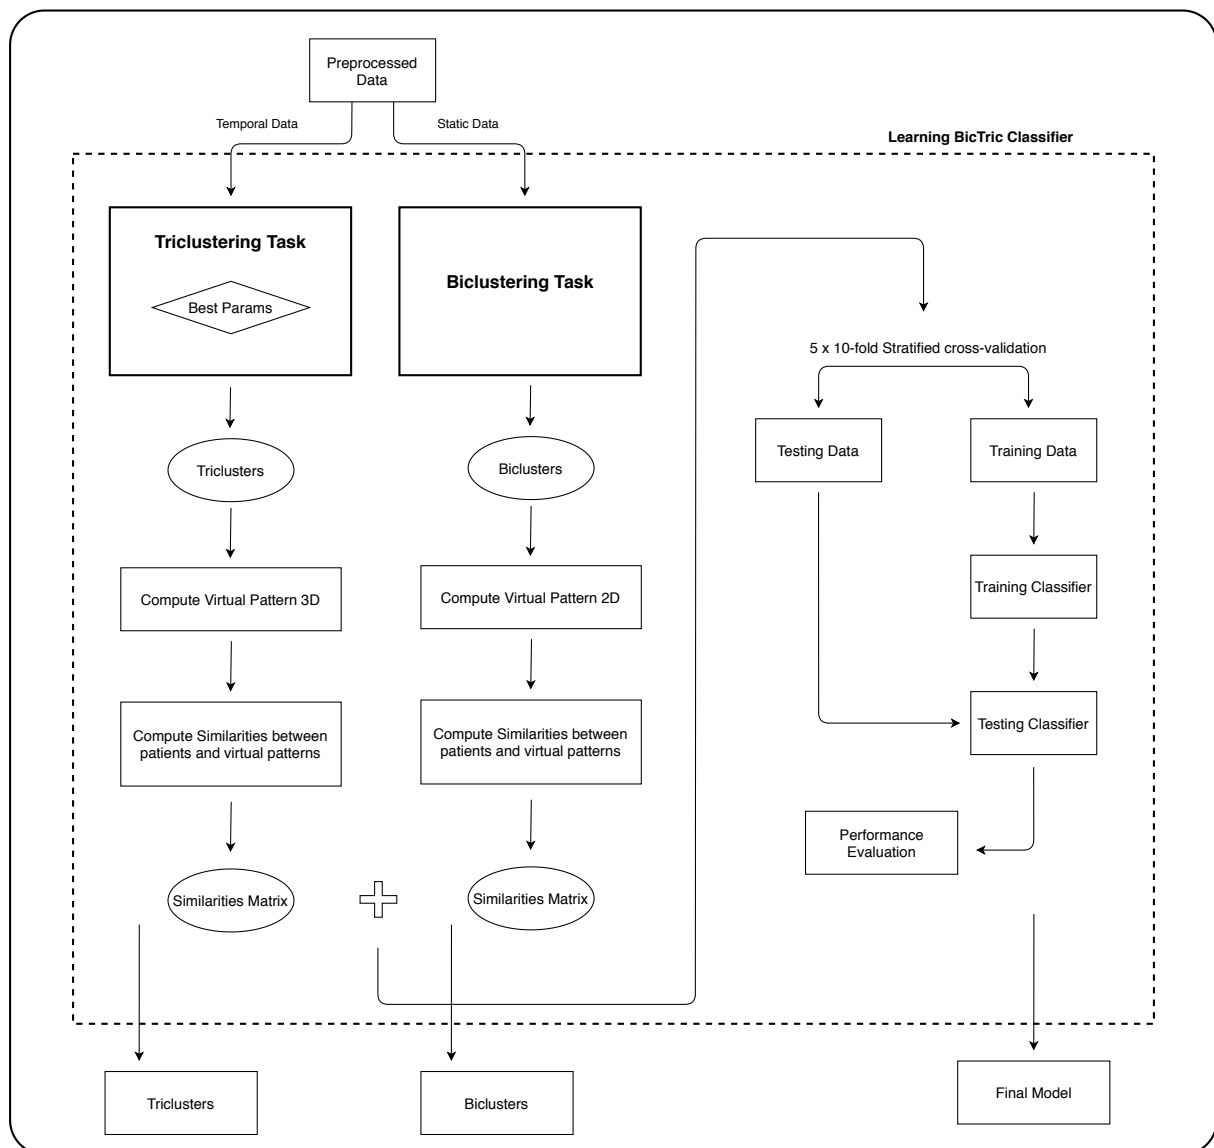 Preprocessed
Data
Temporal Data
Static Data
Learning BicTric Classifier
Triclustering Task
Best Params
Biclustering Task
5 x 10-fold Stratified cross-validation
Triclusters
Biclusters
Testing Data
Training Data
Compute Virtual Pattern 3D
Compute Virtual Pattern 2D
Training Classifier
Compute Similarities between
patients and virtual patterns
Compute Similarities between
patients and virtual patterns
Testing Classifier
Performance
Evaluation
Similarities Matrix
Similarities Matrix
Triclusters
Biclusters
Final Model